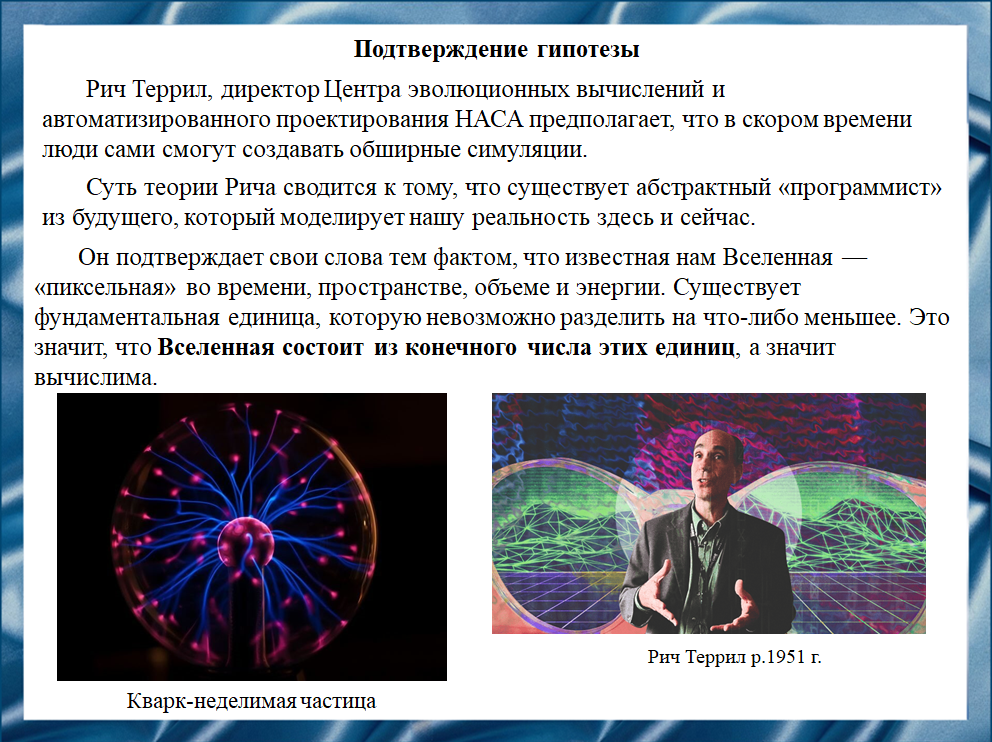 Подтверждение гипотезы
Рич Террил, директор Центра эволюционных вычислений и
автоматизированного проектирования НАСА предполагает, что в скором времени
люди сами смогут создавать обширные симуляции.
Суть теории Рича сводится к тому, что существует абстрактный «программист»
из будущего, который моделирует нашу реальность здесь и сейчас.
Он подтверждает свои слова тем фактом, что известная нам Вселенная —
«пиксельная» во времени, пространстве, объеме и энергии. Существует
фундаментальная единица, которую невозможно разделить на что-либо меньшее. Это
значит, что Вселенная состоит из конечного числа этих единиц, а значит
вычислима.
Кварк-неделимая частица
Рич Террил р.1951 г.